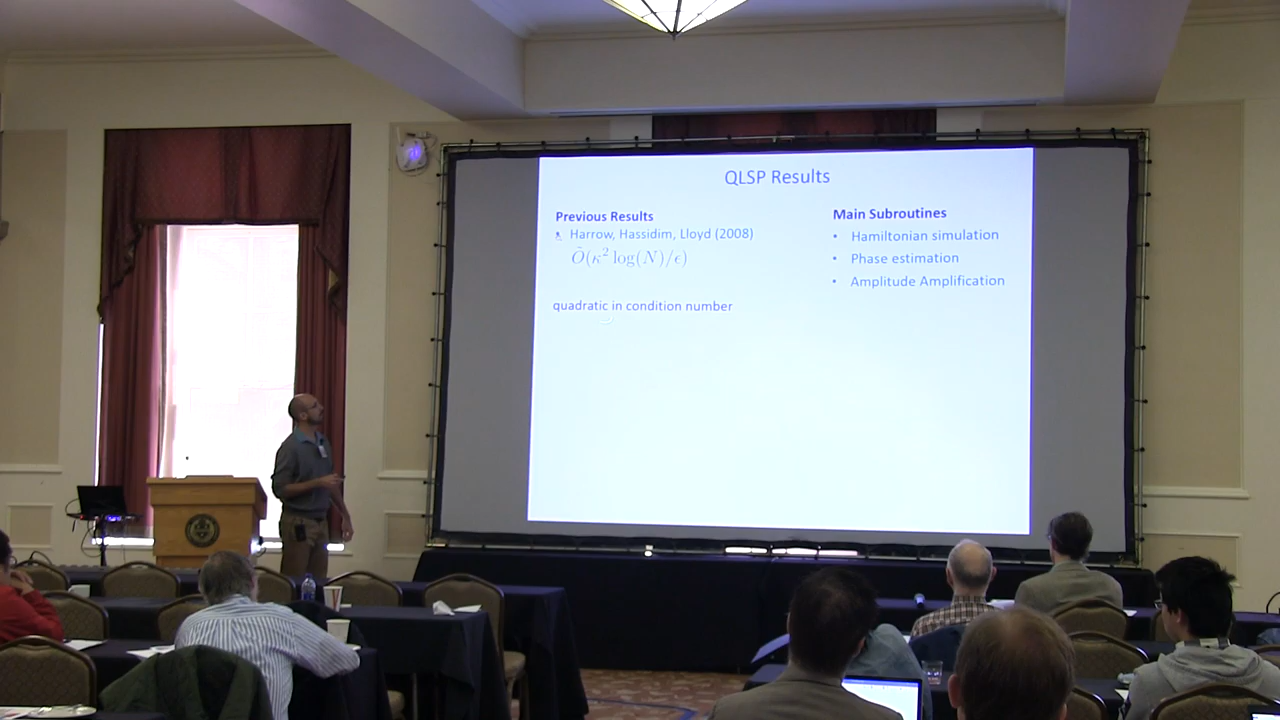 QLSP Results
Previous Results
• Harrow, Hassidim, Lloyd (2008)
Õ(κ² log(N)/ϵ)
quadratic in condition number
Main Subroutines
• Hamiltonian simulation
• Phase estimation
• Amplitude Amplification